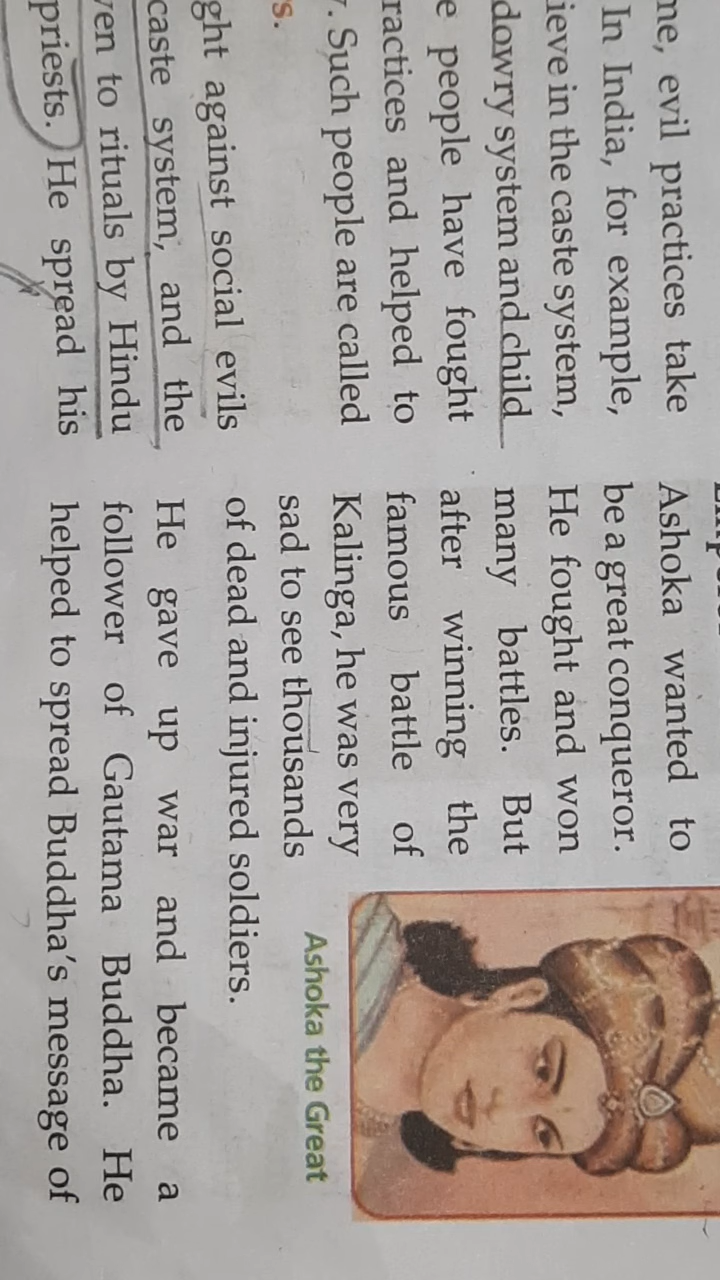 me, evil practices take
In India, for example,
ieve in the caste system,
dowry system and child
e people have fought
ractices and helped to
. Such people are called
s.
ght against social evils
caste system, and the
ven to rituals by Hindu
priests. He spread his
Ashoka wanted to
be a great conqueror.
He fought and won
many battles. But
after winning the
famous battle of
Kalinga, he was very
sad to see thousands
of dead and injured soldiers.
He gave up war and became a
follower of Gautama Buddha. He
helped to spread Buddha's message of
Ashoka the Great